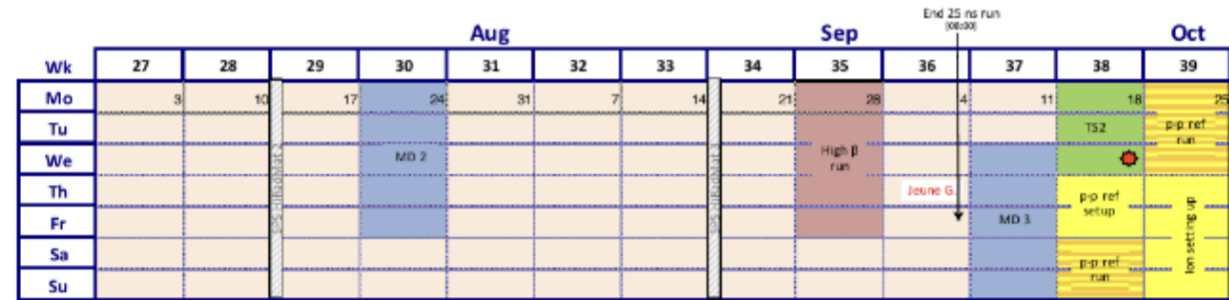 End 25 ns run
[08:00]
Aug Sep Oct
Wk 27 28 29 30 31 32 33 34 35 36 37 38 39
Mo 3 10 17 24 31 7 14 21 28 4 11 18 25
Tu TS2 p-p ref
run
We MD 2 High β
run
Th Jeune G. p-p ref
setup
Fr MD 3
Sa p-p ref
run
Su
Ion setting up